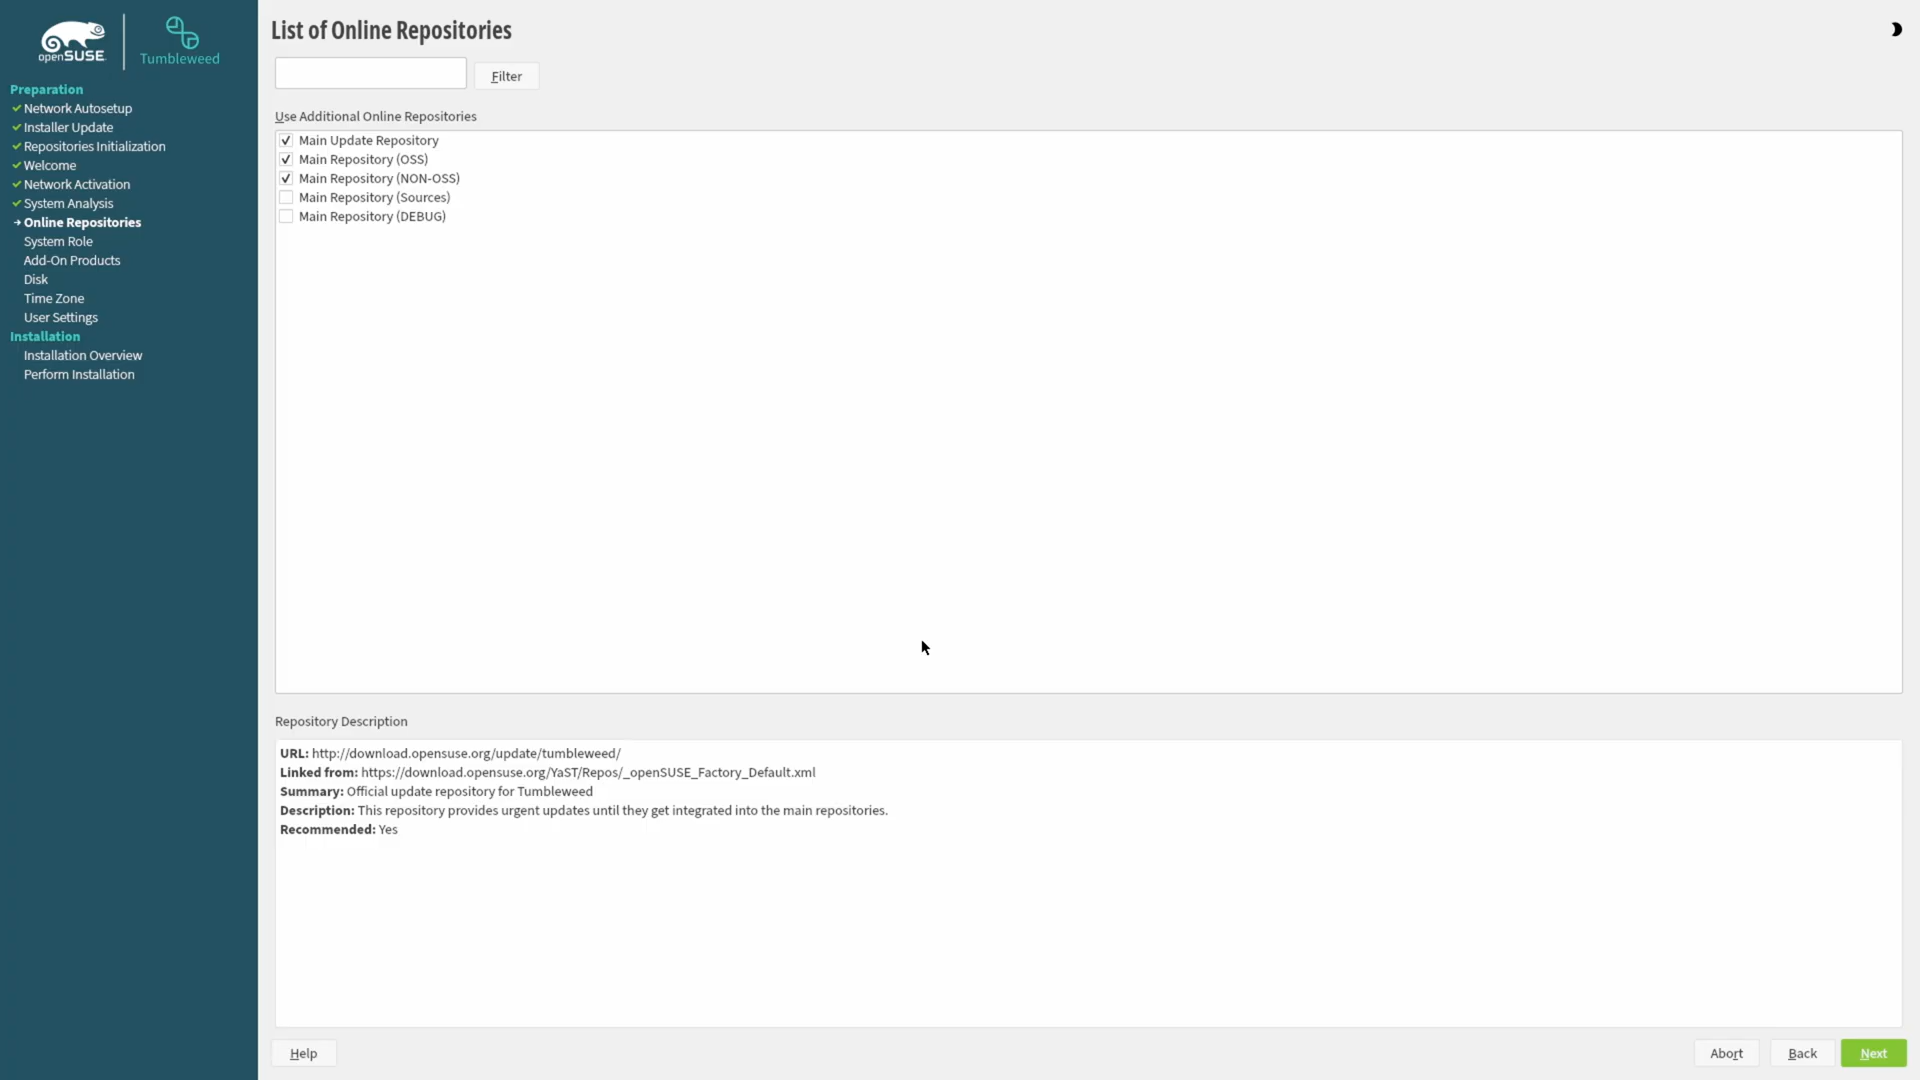 List of Online Repositories
openSUSE
Tumbleweed
Filter
Preparation
Network Autosetup
Installer Update
Repositories Initialization
Welcome
Network Activation
System Analysis
Online Repositories
System Role
Add-On Products
Disk
Time Zone
User Settings
Installation
Installation Overview
Perform Installation
Use Additional Online Repositories
Main Update Repository
Main Repository (OSS)
Main Repository (NON-OSS)
Main Repository (Sources)
Main Repository (DEBUG)
Repository Description
URL: http://download.opensuse.org/update/tumbleweed/
Linked from: https://download.opensuse.org/YaST/Repos/_openSUSE_Factory_Default.xml
Summary: Official update repository for Tumbleweed
Description: This repository provides urgent updates until they get integrated into the main repositories.
Recommended: Yes
Help
Abort
Back
Next